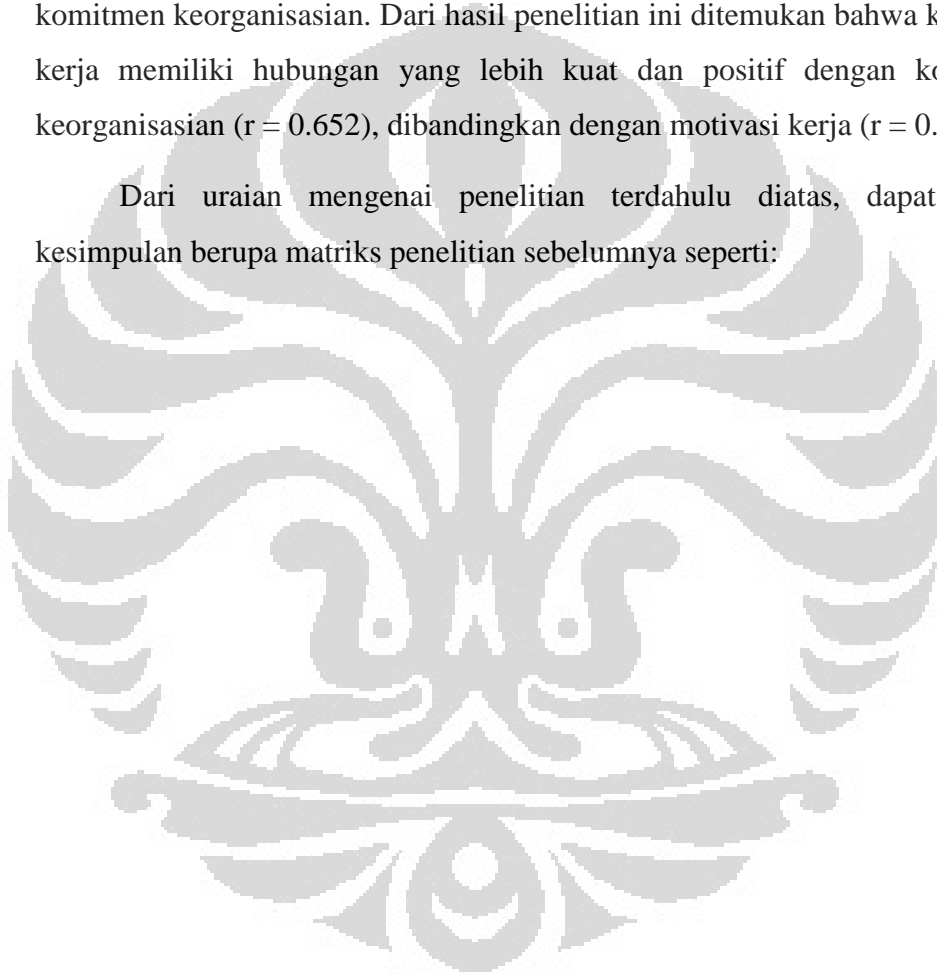 komitmen keorganisasian. Dari hasil penelitian ini ditemukan bahwa
kerja memiliki hubungan yang lebih kuat dan positif dengan
keorganisasian (r = 0.652), dibandingkan dengan motivasi kerja (r = 0.
Dari uraian mengenai penelitian terdahulu diatas, dapat
kesimpulan berupa matriks penelitian sebelumnya seperti: